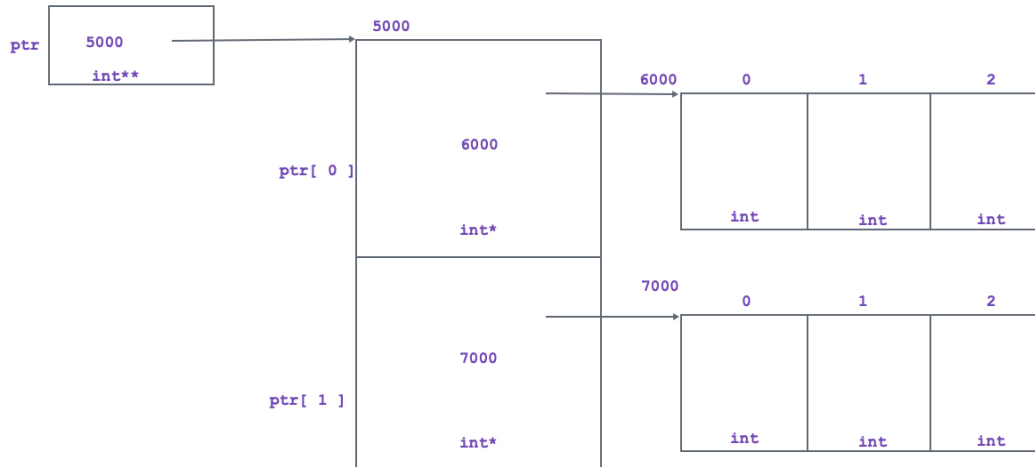 5000
ptr
5000
int**
6000 0 1 2
6000
ptr[ 0 ]
int*
int int int
7000
0 1 2
7000
ptr[ 1 ]
int*
int int int